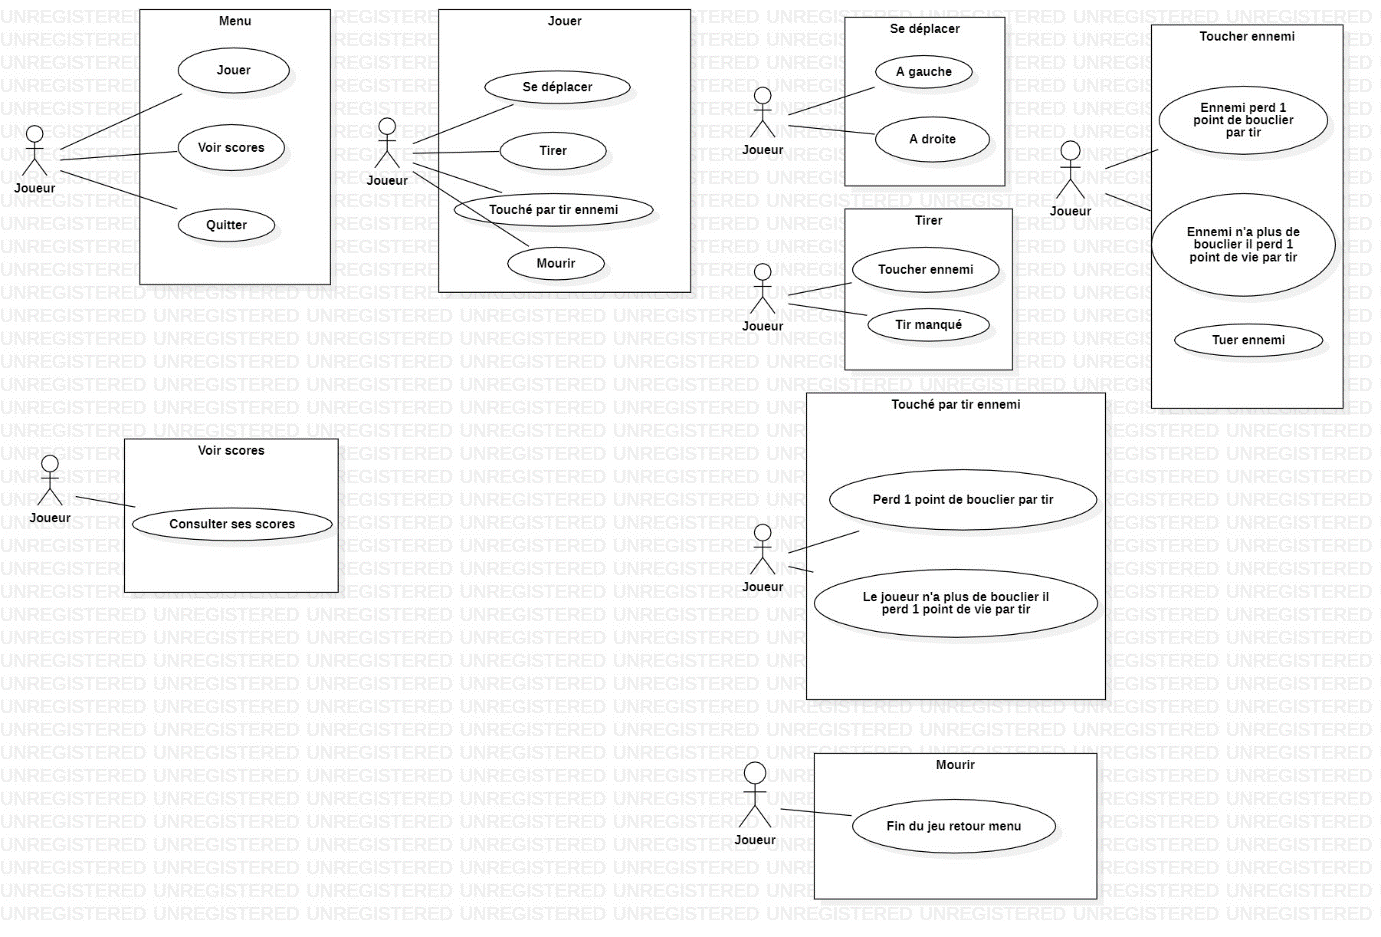 Menu
Jouer
Voir scores
Quitter
Joueur
Jouer
Se déplacer
Tirer
Touché par tir ennemi
Mourir
Joueur
Se déplacer
A gauche
A droite
Joueur
Toucher ennemi
Ennemi perd 1
point de bouclier
par tir
Ennemi n'a plus de
bouclier il perd 1
point de vie par tir
Tuer ennemi
Joueur
Tirer
Toucher ennemi
Tir manqué
Joueur
Voir scores
Consulter ses scores
Joueur
Touché par tir ennemi
Perd 1 point de bouclier par tir
Le joueur n'a plus de bouclier il
perd 1 point de vie par tir
Joueur
Mourir
Fin du jeu retour menu
Joueur
UNREGISTERED